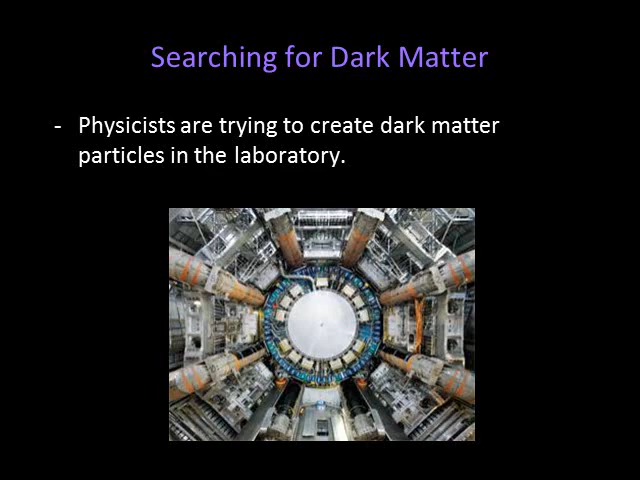 Searching for Dark Matter
- Physicists are trying to create dark matter
particles in the laboratory.